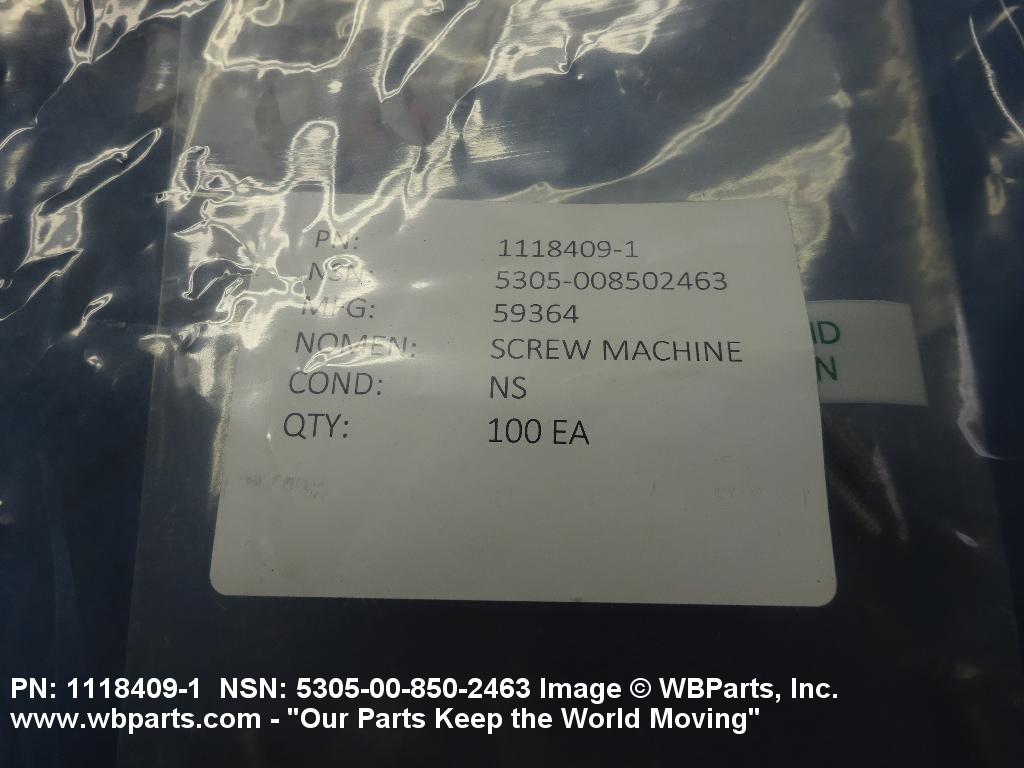 PN: 1118409-1
NSN: 5305-008502463
MFG: 59364
NOMEN: SCREW MACHINE
COND: NS
QTY: 100 EA
ID
N
PN: 1118409-1 NSN: 5305-00-850-2463 Image © WBParts, Inc.
www.wbparts.com - "Our Parts Keep the World Moving"